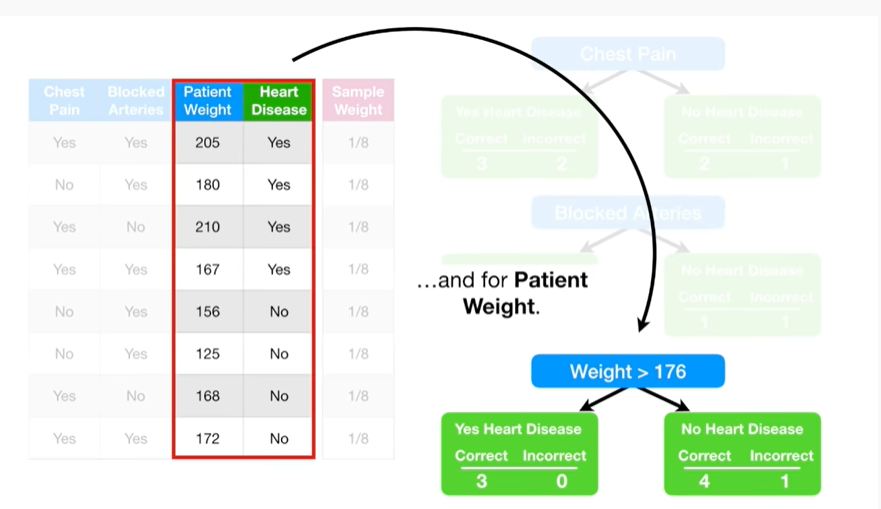 Chest Pain Blocked Arteries Patient Weight Heart Disease Sample Weight
Yes Yes 205 Yes 1/8
No Yes 180 Yes 1/8
Yes No 210 Yes 1/8
Yes Yes 167 Yes 1/8
No Yes 156 No 1/8
No Yes 125 No 1/8
Yes No 168 No 1/8
Yes Yes 172 No 1/8
Chest Pain
Yes Heart Disease
Correct Incorrect
3 2
No Heart Disease
Correct Incorrect
2 1
Blocked Arteries
No Heart Disease
Correct Incorrect
1 1
…and for Patient
Weight.
Weight > 176
Yes Heart Disease
Correct Incorrect
3 0
No Heart Disease
Correct Incorrect
4 1